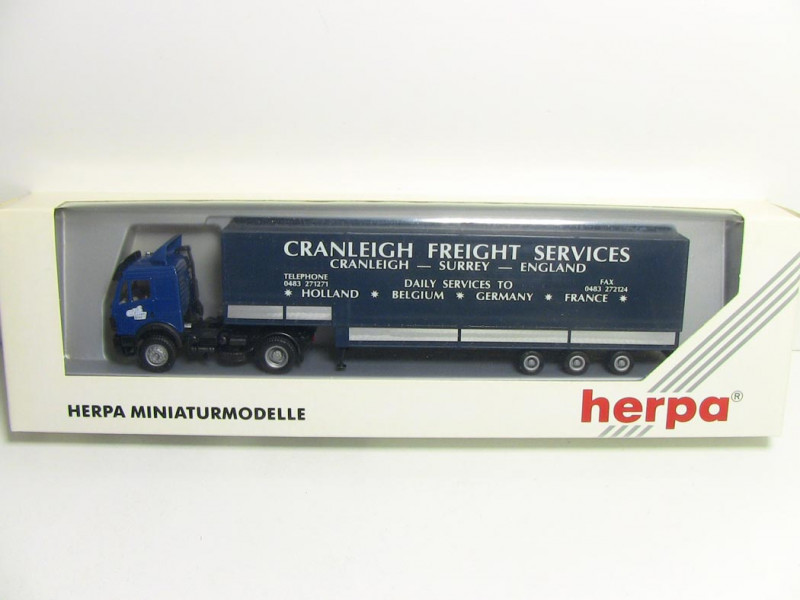 CRANLEIGH FREIGHT SERVICES
CRANLEIGH — SURREY — ENGLAND
TELEPHONE
0483 271271
DAILY SERVICES TO
FAX
0483 272124
* HOLLAND * BELGIUM * GERMANY * FRANCE *
HERPA MINIATURMODELLE
herpa®